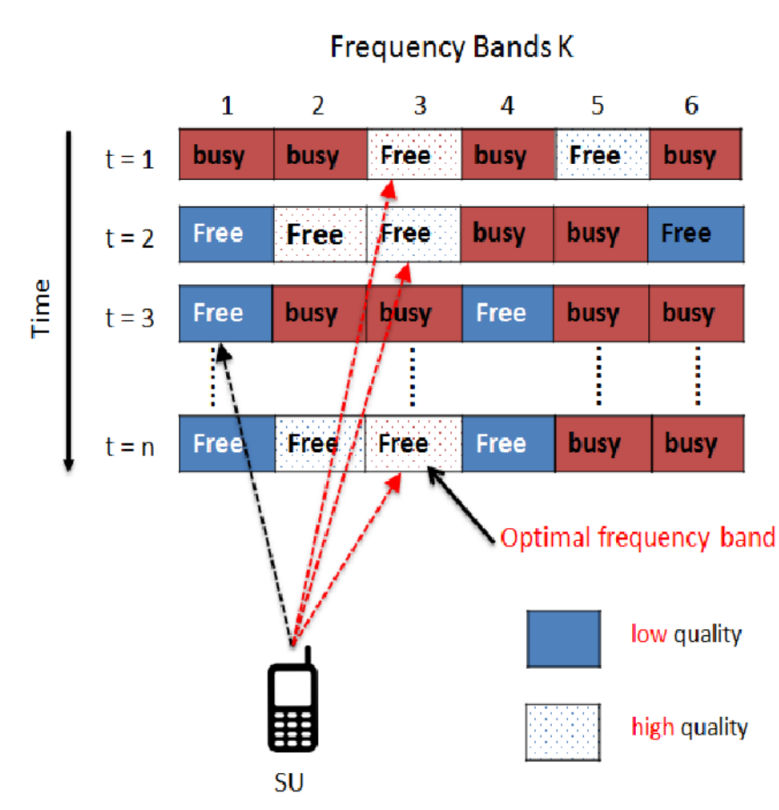 Frequency Bands K
1 2 3 4 5 6
t = 1 busy busy Free busy Free busy
t = 2 Free Free Free busy busy Free
t = 3 Free busy busy Free busy busy
t = n Free Free Free Free busy busy
Time
Optimal frequency band
low quality
high quality
SU